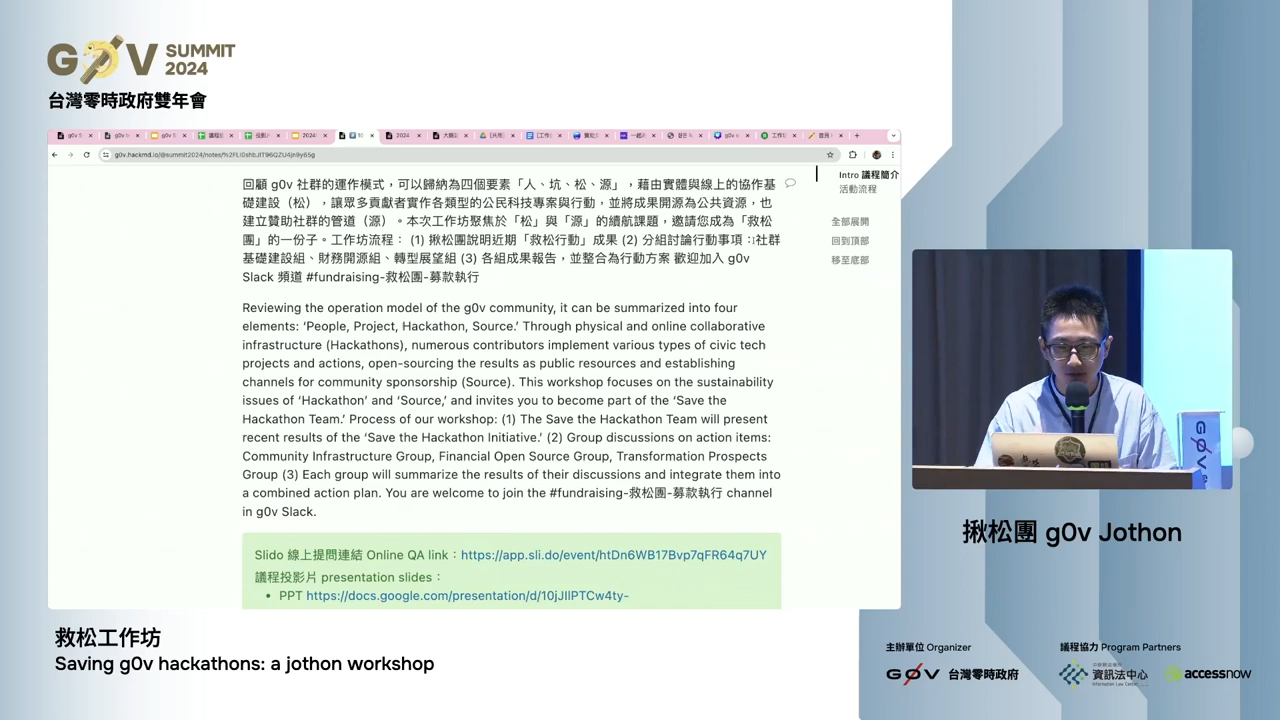 G0V SUMMIT
2024
台灣零時政府雙年會
g0v.hackmd.io/@summit2024/notes/
Intro 議程簡介
活動流程
全部展開
回到頂部
移至底部
回顧 g0v 社群的運作模式，可以歸納為四個要素「人、坑、松、源」，藉由實體與線上的協作基
礎建設（松），讓眾多貢獻者實作各類型的公民科技專案與行動，並將成果開源為公共資源，也
建立贊助社群的管道（源）。本次工作坊聚焦於「松」與「源」的續航課題，邀請您成為「救松
團」的一份子。工作坊流程： (1) 揪松團說明近期「救松行動」成果 (2) 分組討論行動事項：社群
基礎建設組、財務開源組、轉型展望組 (3) 各組成果報告，並整合為行動方案 歡迎加入 g0v
Slack 頻道 #fundraising-救松團-募款執行
Reviewing the operation model of the g0v community, it can be summarized into four
elements: ‘People, Project, Hackathon, Source.’ Through physical and online collaborative
infrastructure (Hackathons), numerous contributors implement various types of civic tech
projects and actions, open-sourcing the results as public resources and establishing
channels for community sponsorship (Source). This workshop focuses on the sustainability
issues of ‘Hackathon’ and ‘Source,’ and invites you to become part of the ‘Save the
Hackathon Team.’ Process of our workshop: (1) The Save the Hackathon Team will present
recent results of the ‘Save the Hackathon Initiative.’ (2) Group discussions on action items:
Community Infrastructure Group, Financial Open Source Group, Transformation Prospects
Group (3) Each group will summarize the results of their discussions and integrate them into
a combined action plan. You are welcome to join the #fundraising-救松團-募款執行 channel
in g0v Slack.
Slido 線上提問連結 Online QA link：https://app.sli.do/event/htDn6WB17Bvp7qFR64q7UY
議程投影片 presentation slides：
• PPT https://docs.google.com/presentation/d/10jJIlPTCw4ty-
揪松團 g0v Jothon
救松工作坊
Saving g0v hackathons: a jothon workshop
主辦單位 Organizer
G0V 台灣零時政府
議程協力 Program Partners
資訊法中心
Information Law Center
accessnow